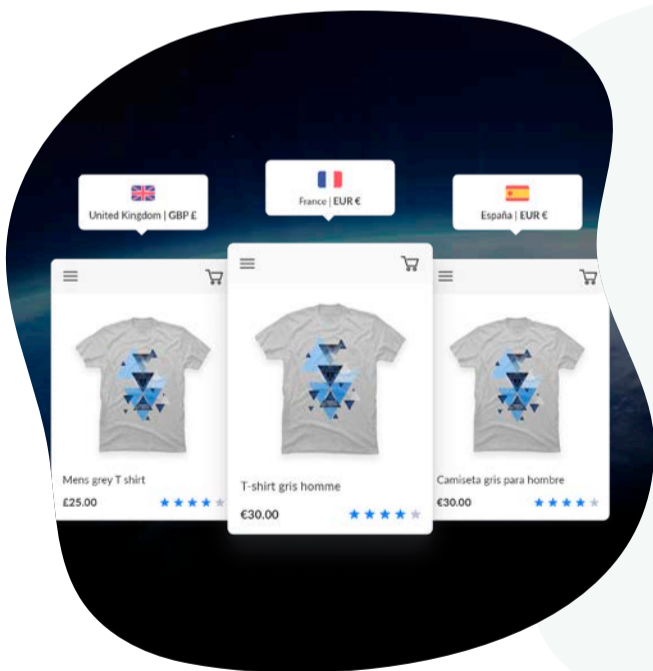 United Kingdom | GBP £
France | EUR €
España | EUR €
Mens grey T shirt
£25.00
T-shirt gris homme
€30.00
Camiseta gris para hombre
€30.00